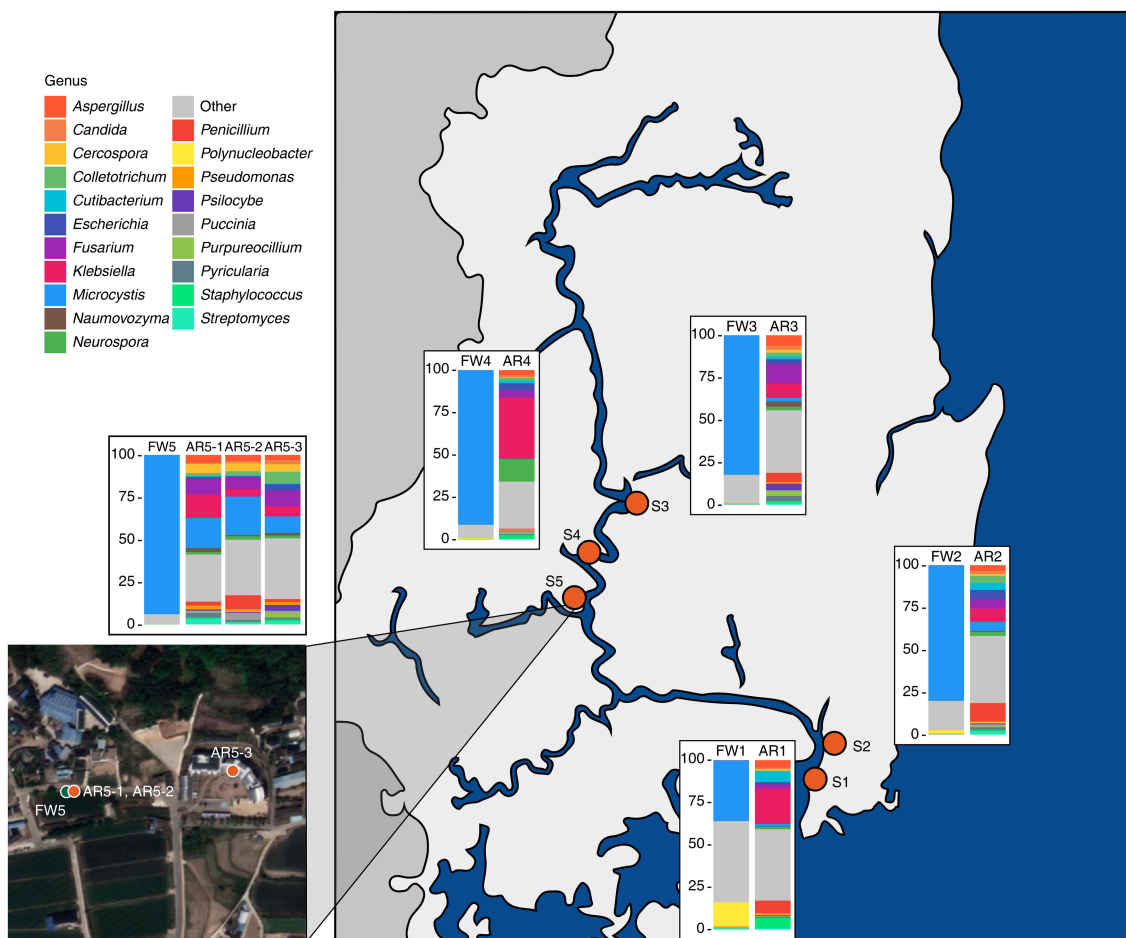 Genus
Aspergillus
Candida
Cercospora
Colletotrichum
Cutibacterium
Escherichia
Fusarium
Klebsiella
Microcystis
Naumovozyma
Neurospora
Other
Penicillium
Polynucleobacter
Pseudomonas
Psilocybe
Puccinia
Purpureocillium
Pyricularia
Staphylococcus
Streptomyces
FW3 AR3
100
75
50
25
0
FW4 AR4
100
75
50
25
0
FW5 AR5-1 AR5-2 AR5-3
100
75
50
25
0
S3
S4
S5
FW2 AR2
100
75
50
25
0
S2
S1
FW1 AR1
100
75
50
25
0
AR5-3
AR5-1, AR5-2
FW5